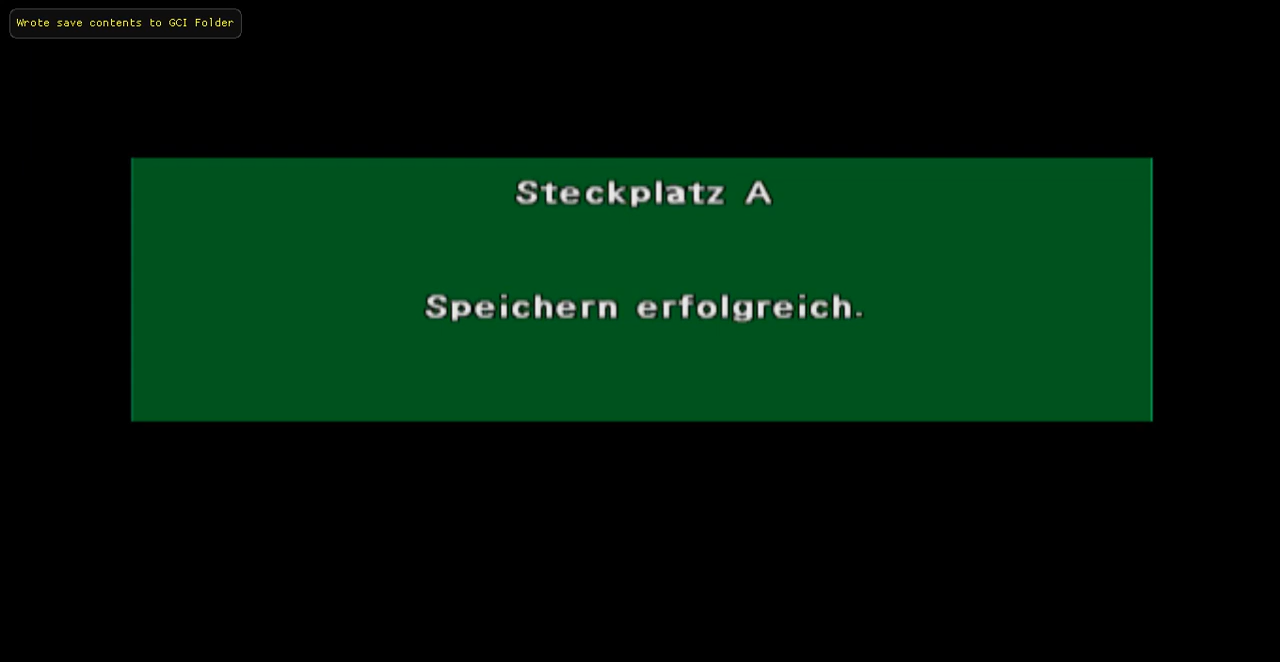 Wrote save contents to GCI Folder
Steckplatz A
Speichern erfolgreich.